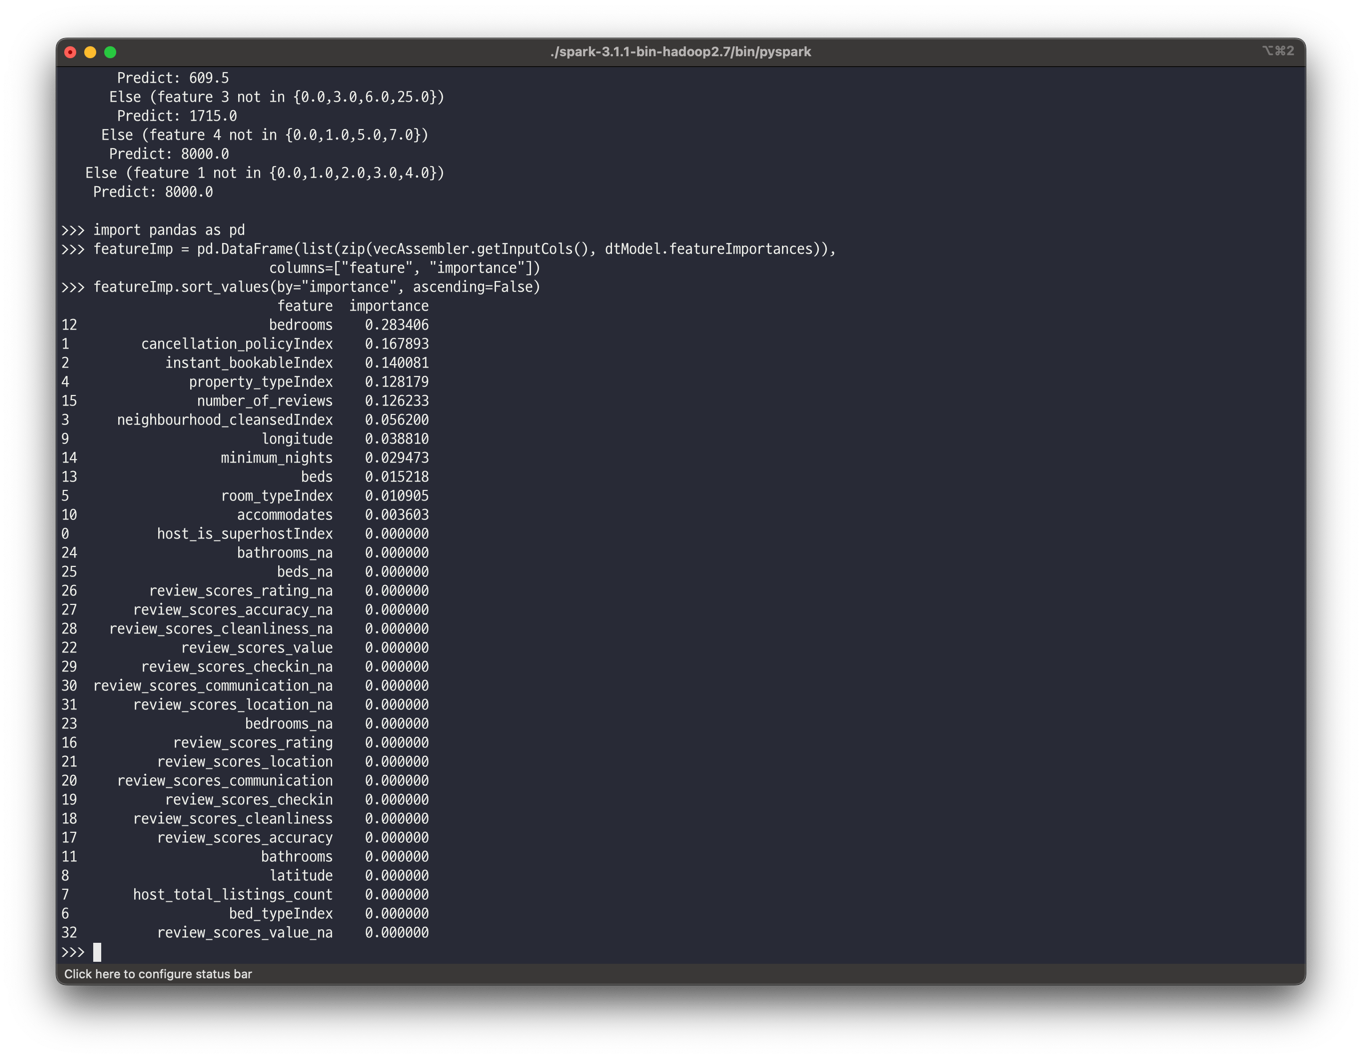 ./spark-3.1.1-bin-hadoop2.7/bin/pyspark ⌥⌘2
Predict: 609.5
Else (feature 3 not in {0.0,3.0,6.0,25.0})
Predict: 1715.0
Else (feature 4 not in {0.0,1.0,5.0,7.0})
Predict: 8000.0
Else (feature 1 not in {0.0,1.0,2.0,3.0,4.0})
Predict: 8000.0
>>> import pandas as pd
>>> featureImp = pd.DataFrame(list(zip(vecAssembler.getInputCols(), dtModel.featureImportances)),
columns=["feature", "importance"])
>>> featureImp.sort_values(by="importance", ascending=False)
feature importance
12 bedrooms 0.283406
1 cancellation_policyIndex 0.167893
2 instant_bookableIndex 0.140081
4 property_typeIndex 0.128179
15 number_of_reviews 0.126233
3 neighbourhood_cleansedIndex 0.056200
9 longitude 0.038810
14 minimum_nights 0.029473
13 beds 0.015218
5 room_typeIndex 0.010905
10 accommodates 0.003603
0 host_is_superhostIndex 0.000000
24 bathrooms_na 0.000000
25 beds_na 0.000000
26 review_scores_rating_na 0.000000
27 review_scores_accuracy_na 0.000000
28 review_scores_cleanliness_na 0.000000
22 review_scores_value 0.000000
29 review_scores_checkin_na 0.000000
30 review_scores_communication_na 0.000000
31 review_scores_location_na 0.000000
23 bedrooms_na 0.000000
16 review_scores_rating 0.000000
21 review_scores_location 0.000000
20 review_scores_communication 0.000000
19 review_scores_checkin 0.000000
18 review_scores_cleanliness 0.000000
17 review_scores_accuracy 0.000000
11 bathrooms 0.000000
8 latitude 0.000000
7 host_total_listings_count 0.000000
6 bed_typeIndex 0.000000
32 review_scores_value_na 0.000000
>>>
Click here to configure status bar